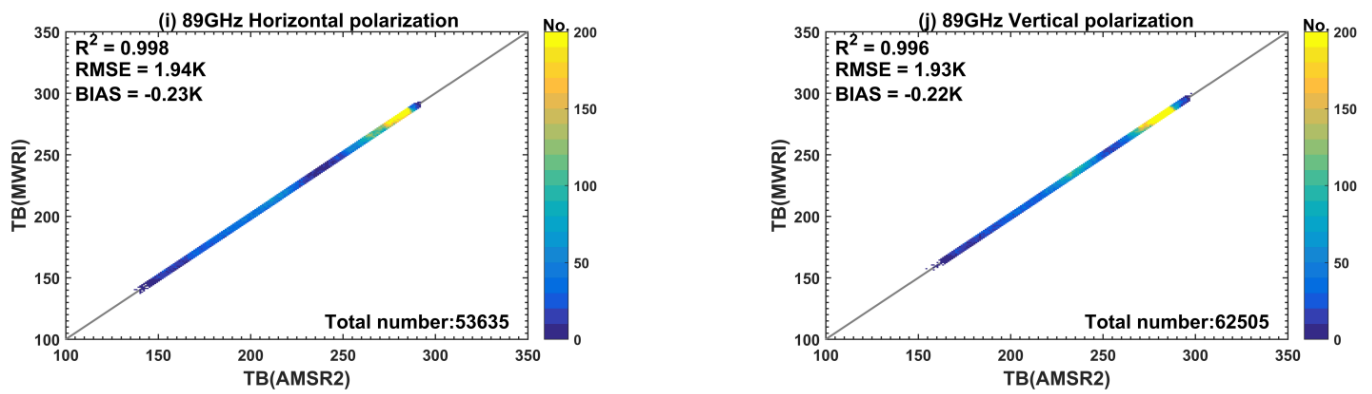 (i) 89GHz Horizontal polarization
No.
R² = 0.998
RMSE = 1.94K
BIAS = -0.23K
350
300
250
200
150
100
TB(MWRI)
Total number:53635
100 150 200 250 300 350
TB(AMSR2)
200
150
100
50
0
(j) 89GHz Vertical polarization
No.
R² = 0.996
RMSE = 1.93K
BIAS = -0.22K
350
300
250
200
150
100
TB(MWRI)
Total number:62505
100 150 200 250 300 350
TB(AMSR2)
200
150
100
50
0